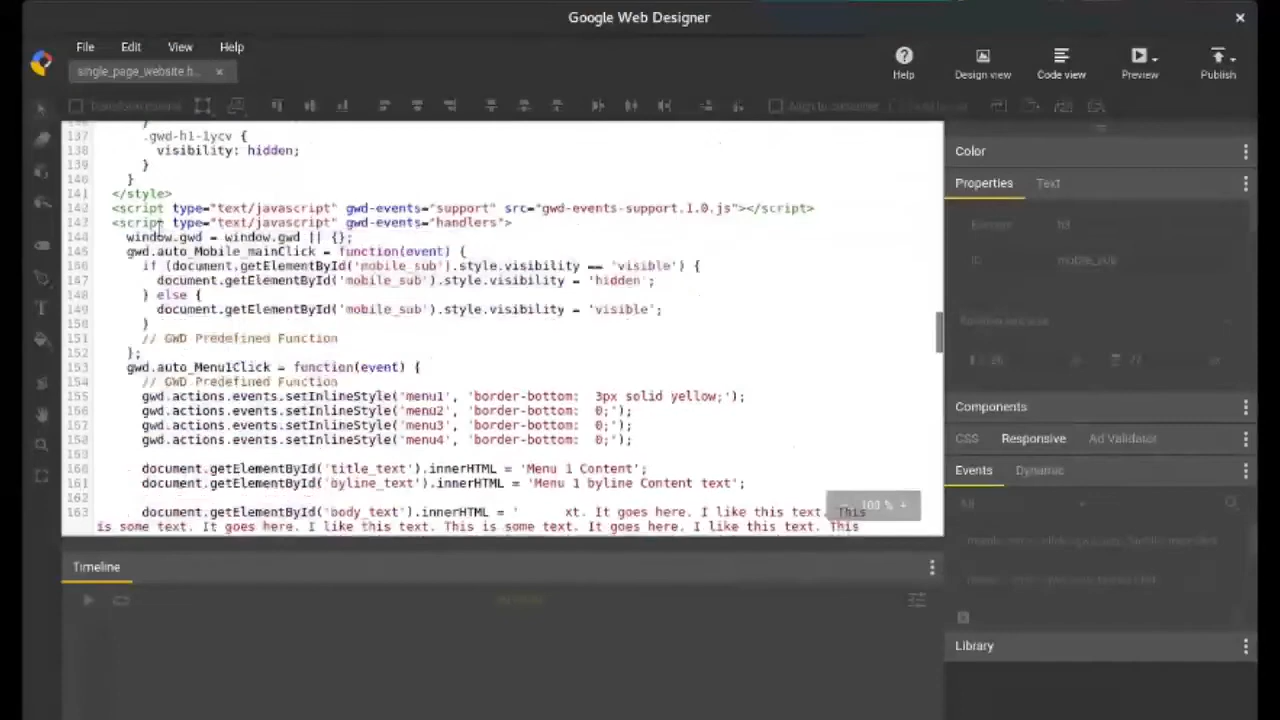 Google Web Designer
File Edit View Help
Help Design view Code view Preview Publish
single_page_website.h...
137 .gwd-h1-1ycv {
138 visibility: hidden;
139 }
140 }
141 </style>
142 <script type="text/javascript" gwd-events="support" src="gwd-events-support.1.0.js"></script>
143 <script type="text/javascript" gwd-events="handlers">
144 window.gwd = window.gwd || {};
145 gwd.auto_Mobile_mainClick = function(event) {
146 if (document.getElementById('mobile_sub').style.visibility == 'visible') {
147 document.getElementById('mobile_sub').style.visibility = 'hidden';
148 } else {
149 document.getElementById('mobile_sub').style.visibility = 'visible';
150 }
151 // GWD Predefined Function
152 };
153 gwd.auto_Menu1Click = function(event) {
154 // GWD Predefined Function
155 gwd.actions.events.setInlineStyle('menu1', 'border-bottom: 3px solid yellow;');
156 gwd.actions.events.setInlineStyle('menu2', 'border-bottom: 0;');
157 gwd.actions.events.setInlineStyle('menu3', 'border-bottom: 0;');
158 gwd.actions.events.setInlineStyle('menu4', 'border-bottom: 0;');
159
160 document.getElementById('title_text').innerHTML = 'Menu 1 Content';
161 document.getElementById('byline_text').innerHTML = 'Menu 1 byline Content text';
162
163 document.getElementById('body_text').innerHTML = ' xt. It goes here. I like this text. This
is some text. It goes here. I like this text. This is some text. It goes here. I like this text. This
100 % +
Color
Properties Text
Element h3
ID mobile_sub
Components
CSS Responsive Ad Validator
Events Dynamic
All
Library
Timeline